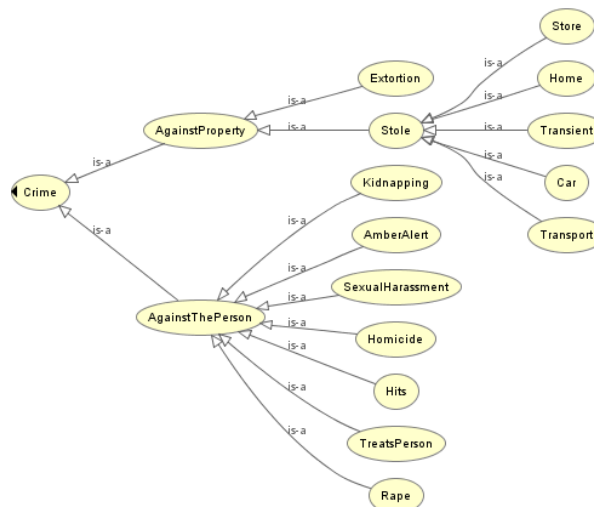 Store
is-a
Extortion
is-a
Home
is-a
is-a
AgainstProperty
is-a
Stole
is-a
Transient
is-a
is-a
Kidnapping
Car
Crime
is-a
is-a
AmberAlert
Transport
is-a
is-a
SexualHarassment
is-a
AgainstThePerson
is-a
Homicide
is-a
Hits
is-a
is-a
TreatsPerson
Rape